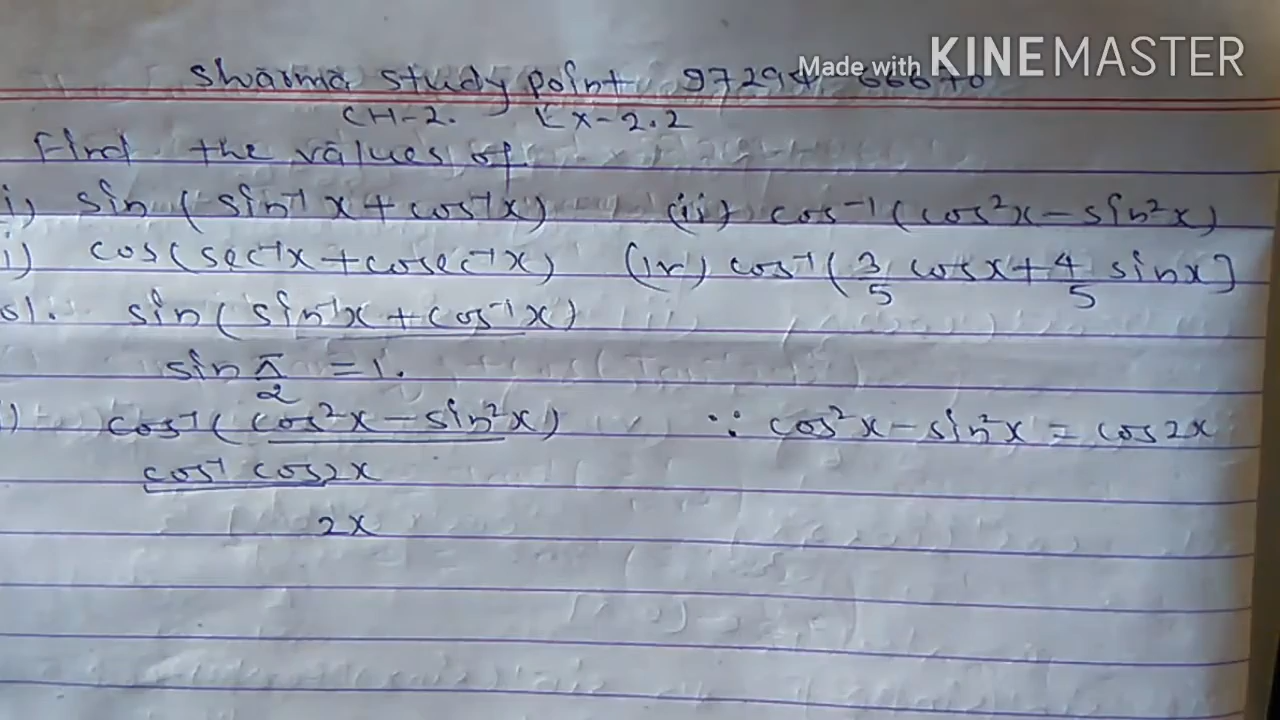 Made with KINEMASTER
Sharma study point 97294 66670
CH-2. Ex-2.2
Find the values of
i) sin (sin⁻¹x + cos⁻¹x) (iii) cos⁻¹(cos²x - sin²x)
i) cos(sec⁻¹x + cosec⁻¹x) (iv) cos⁻¹(3/5 cosx + 4/5 sinx]
sol. sin(sin⁻¹x + cos⁻¹x)
sin π/2 = 1.
) cos⁻¹(cos²x - sin²x) ∵ cos²x - sin²x = cos2x
cos⁻¹ cos2x
2x